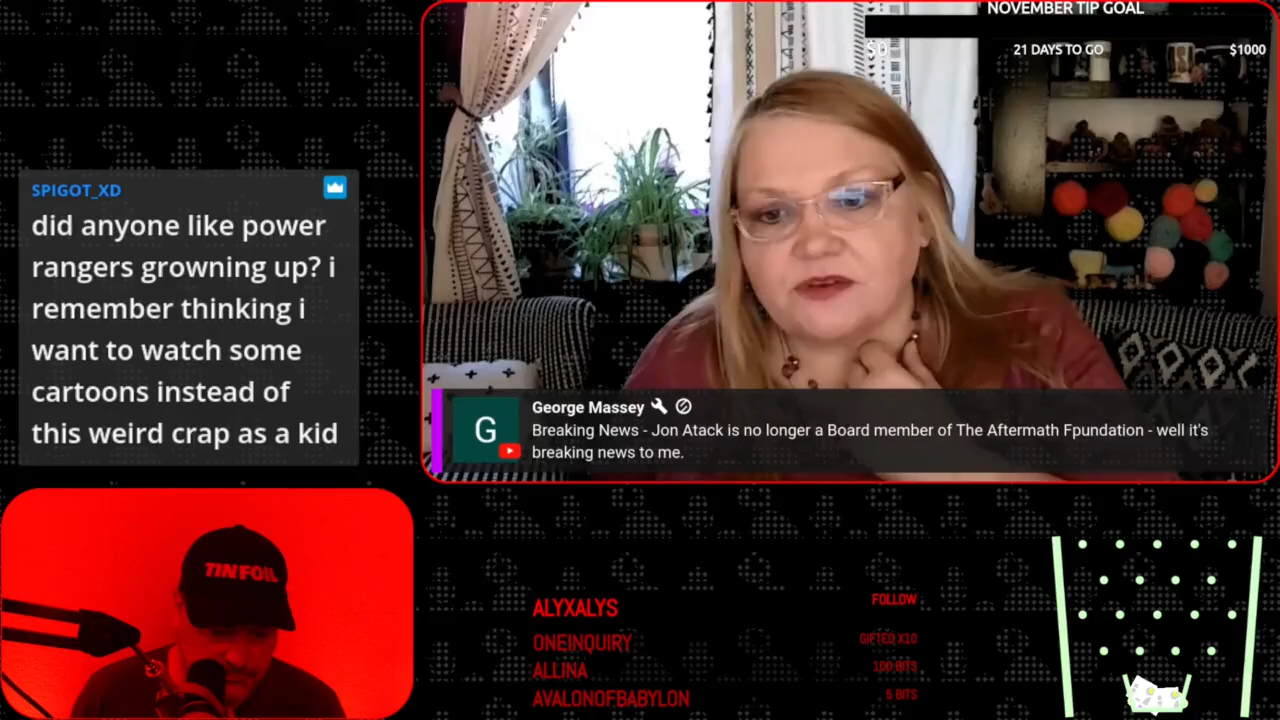 NOVEMBER TIP GOAL
$0 21 DAYS TO GO $1000
SPIGOT_XD
did anyone like power
rangers growning up? i
remember thinking i
want to watch some
cartoons instead of
this weird crap as a kid
G
George Massey
Breaking News - Jon Atack is no longer a Board member of The Aftermath Fpundation - well it's
breaking news to me.
TINFOIL
ALYXALYS FOLLOW
ONEINQUIRY GIFTED X10
ALLINA 100 BITS
AVALONOFBABYLON 5 BITS